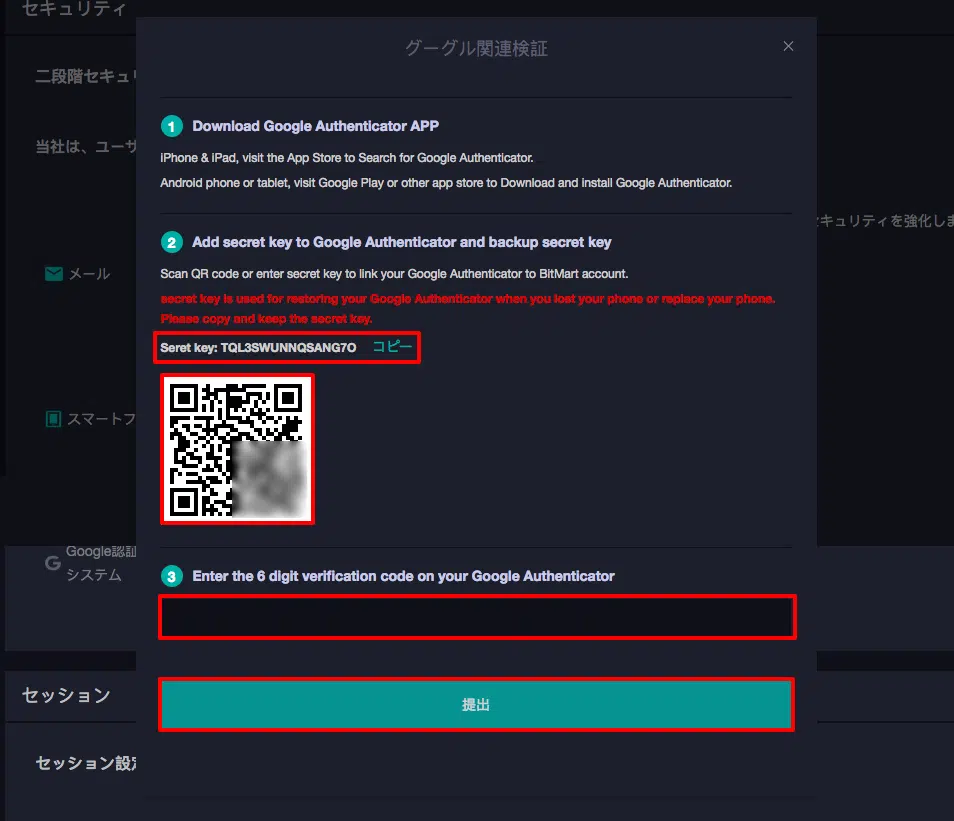 セキュリティ
グーグル関連検証
二段階セキュ
1 Download Google Authenticator APP
当社は、ユーザ
iPhone & iPad, visit the App Store to Search for Google Authenticator.
Android phone or tablet, visit Google Play or other app store to Download and install Google Authenticator.
キュリティを強化しま
2 Add secret key to Google Authenticator and backup secret key
メール
Scan QR code or enter secret key to link your Google Authenticator to BitMart account.
secret key is used for restoring your Google Authenticator when you lost your phone or replace your phone.
Please copy and keep the secret key.
Seret key: TQL3SWUNNQSANG7O コピー
スマートフ
Google認証
システム
3 Enter the 6 digit verification code on your Google Authenticator
セッション
提出
セッション設定